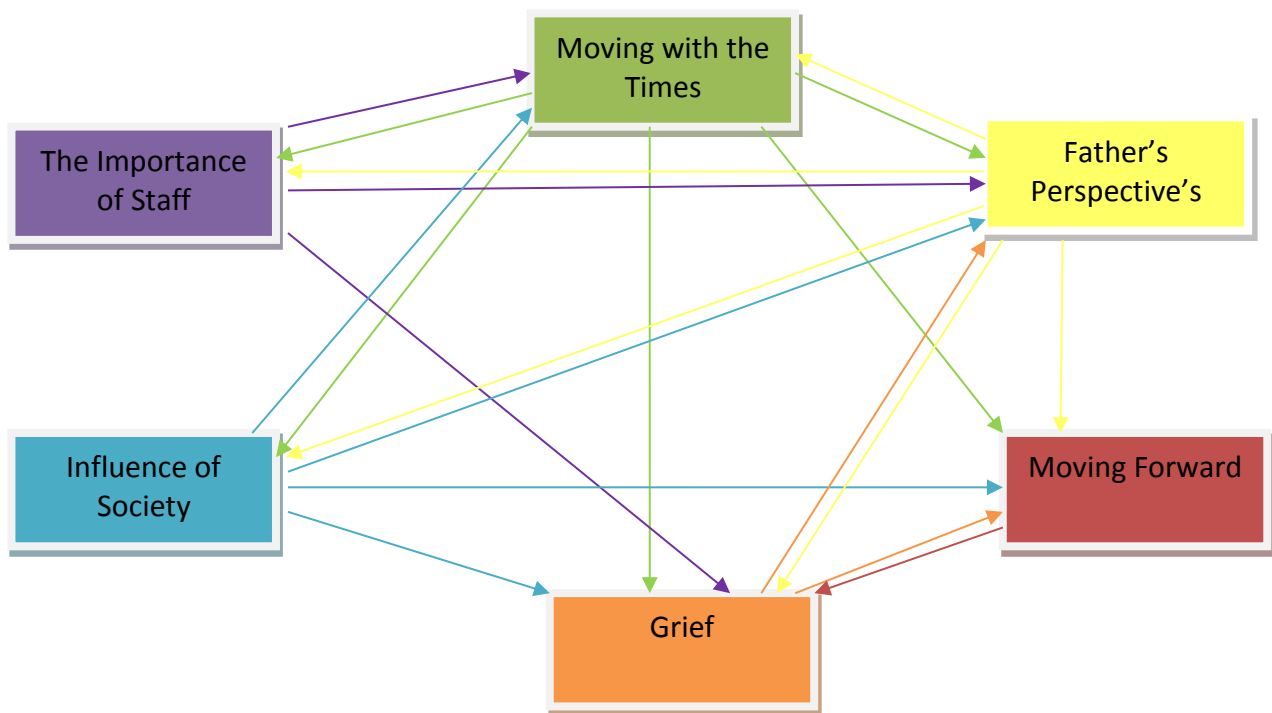 Moving with the
Times
The Importance
of Staff
Father’s
Perspective’s
Influence of
Society
Moving Forward
Grief